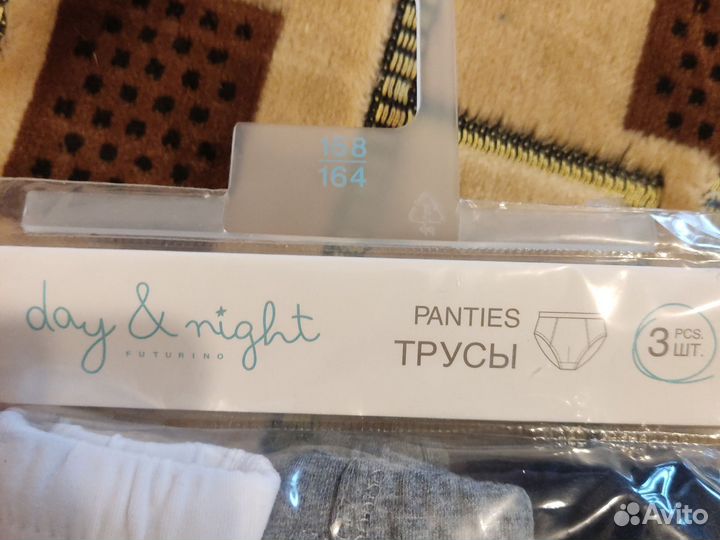 158
164
day & night
FUTURINO
PANTIES
ТРУСЫ
3 PCS.
ШТ.
Avito